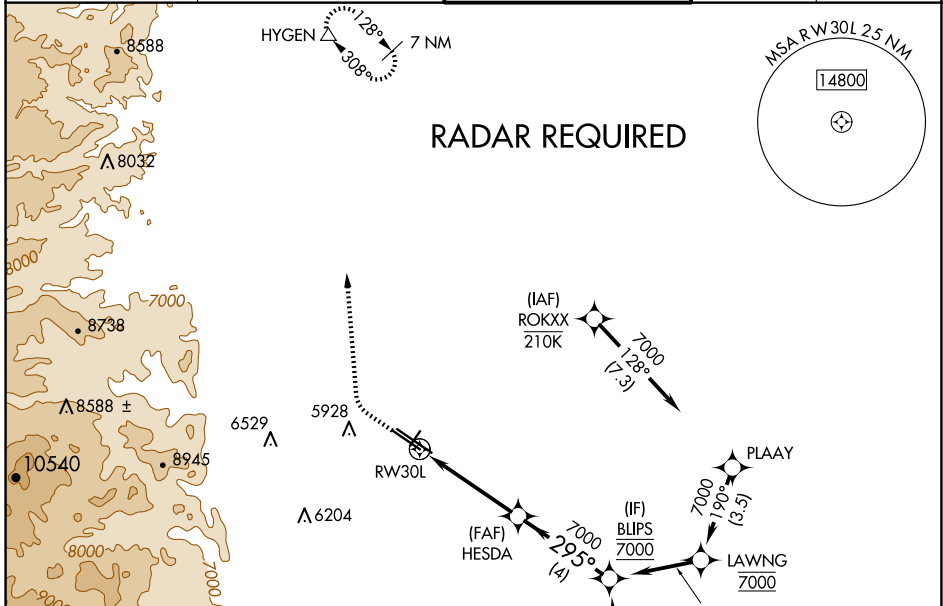 HYGEN
128°
308°
7 NM
MSA RW30L 25 NM
14800
RADAR REQUIRED
8588
8032
8000
7000
8738
8588 ±
10540
8945
8000
7000
9000
6529
5928
6204
RW30L
(IAF)
ROKXX
210K
7000
128°
(7.3)
PLAAY
7000
190°
(3.5)
LAWNG
7000
(IF)
BLIPS
7000
7000
295°
(4)
(FAF)
HESDA